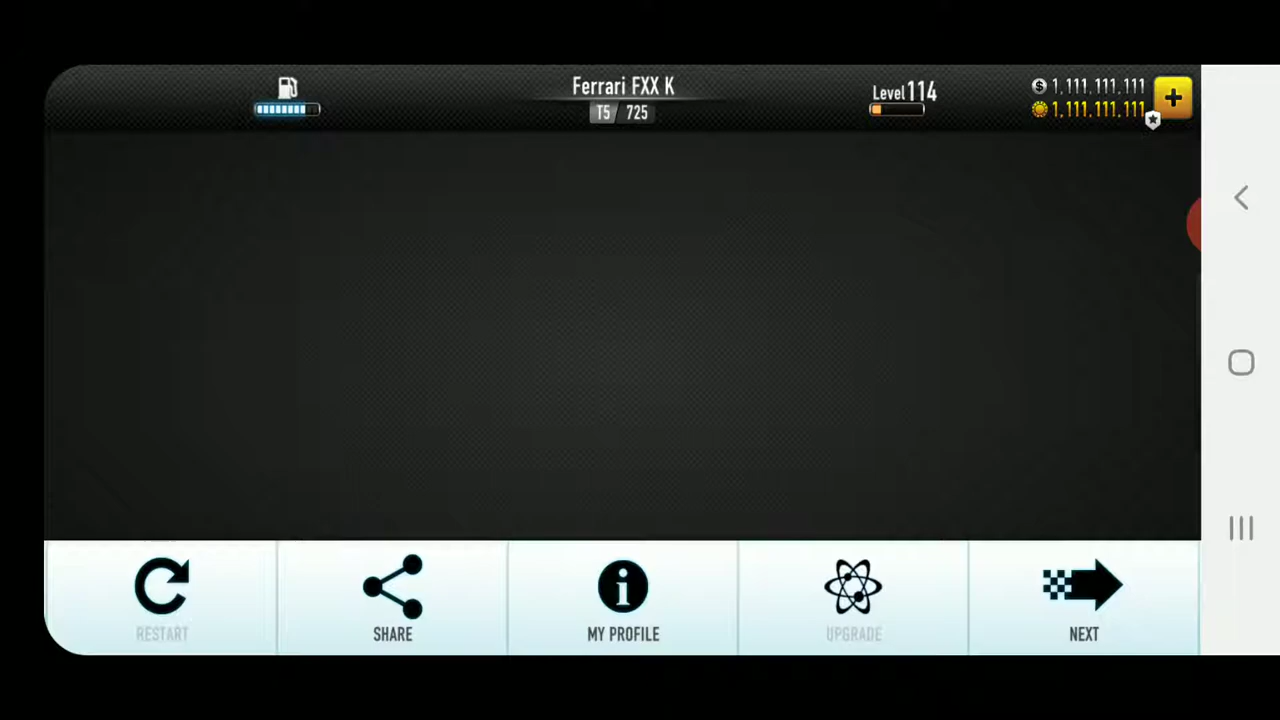 Ferrari FXX K
T5 725
Level 114
1,111,111,111
1,111,111,111
RESTART
SHARE
MY PROFILE
UPGRADE
NEXT